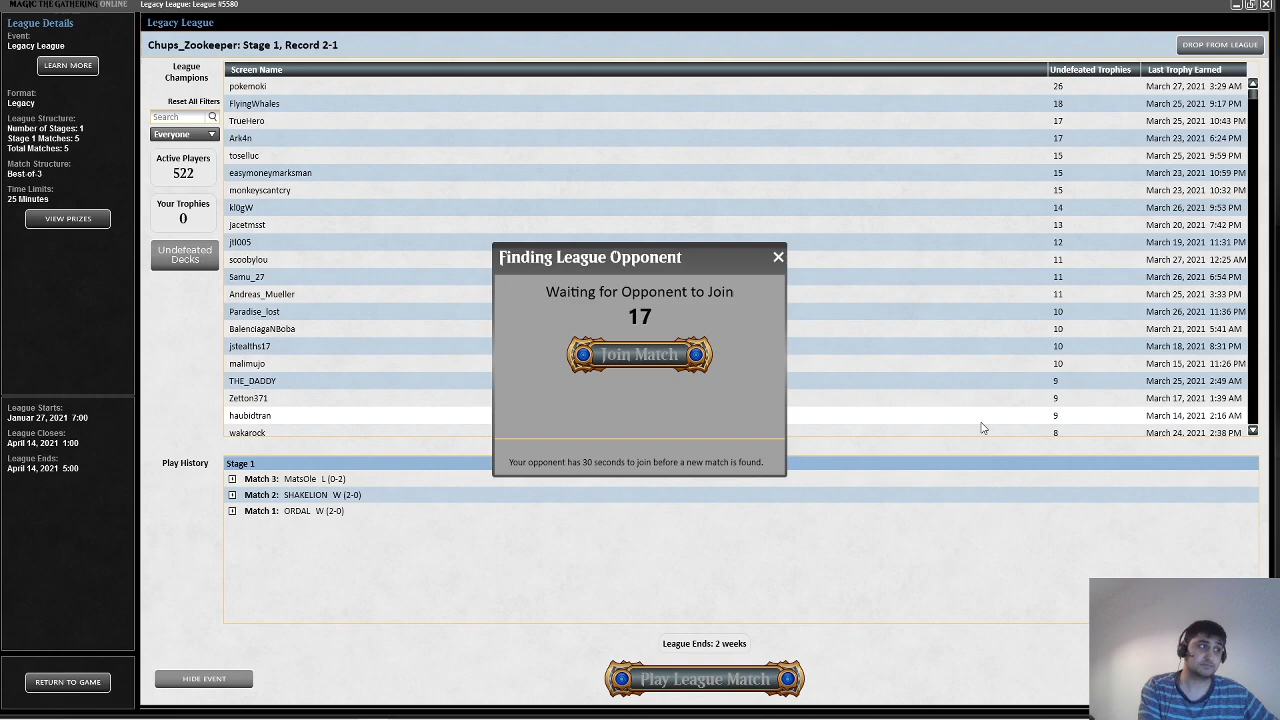 MAGIC THE GATHERING ONLINE
Legacy League: League #5580
League Details
Event:
Legacy League
LEARN MORE
Format:
Legacy
League Structure:
Number of Stages: 1
Stage 1 Matches: 5
Total Matches: 5
Match Structure:
Best-of-3
Time Limits:
25 Minutes
VIEW PRIZES
League Starts:
Januar 27, 2021 7:00
League Closes:
April 14, 2021 1:00
League Ends:
April 14, 2021 5:00
RETURN TO GAME
Legacy League
Chups_Zookeeper: Stage 1, Record 2-1
DROP FROM LEAGUE
League
Champions
Reset All Filters
Search
Everyone
Active Players
522
Your Trophies
0
Undefeated
Decks
Screen Name Undefeated Trophies Last Trophy Earned
pokemoki 26 March 27, 2021 3:29 AM
FlyingWhales 18 March 25, 2021 9:17 PM
TrueHero 17 March 25, 2021 10:43 PM
Ark4n 17 March 23, 2021 6:24 PM
toselluc 15 March 25, 2021 9:59 PM
easymoneymarksman 15 March 23, 2021 10:59 PM
monkeyscantcry 15 March 23, 2021 10:32 PM
kl0gW 14 March 26, 2021 9:53 PM
Jacetmsst 13 March 20, 2021 7:42 PM
jtl005 12 March 19, 2021 11:31 PM
scoobylou 11 March 27, 2021 12:25 AM
Samu_27 11 March 26, 2021 6:54 PM
Andreas_Mueller 11 March 25, 2021 3:33 PM
Paradise_lost 10 March 26, 2021 11:36 PM
BalenciagaNBoba 10 March 21, 2021 5:41 AM
jstealths17 10 March 18, 2021 8:31 PM
malimujo 10 March 15, 2021 11:26 PM
THE_DADDY 9 March 25, 2021 2:49 AM
Zetton371 9 March 17, 2021 1:39 AM
haubidtran 9 March 14, 2021 2:16 AM
wakarock 8 March 24, 2021 2:38 PM
Finding League Opponent
Waiting for Opponent to Join
17
Join Match
Your opponent has 30 seconds to join before a new match is found.
Play History
Stage 1
Match 3: MatsOle L (0-2)
Match 2: SHAKELION W (2-0)
Match 1: ORDAL W (2-0)
League Ends: 2 weeks
HIDE EVENT
Play League Match